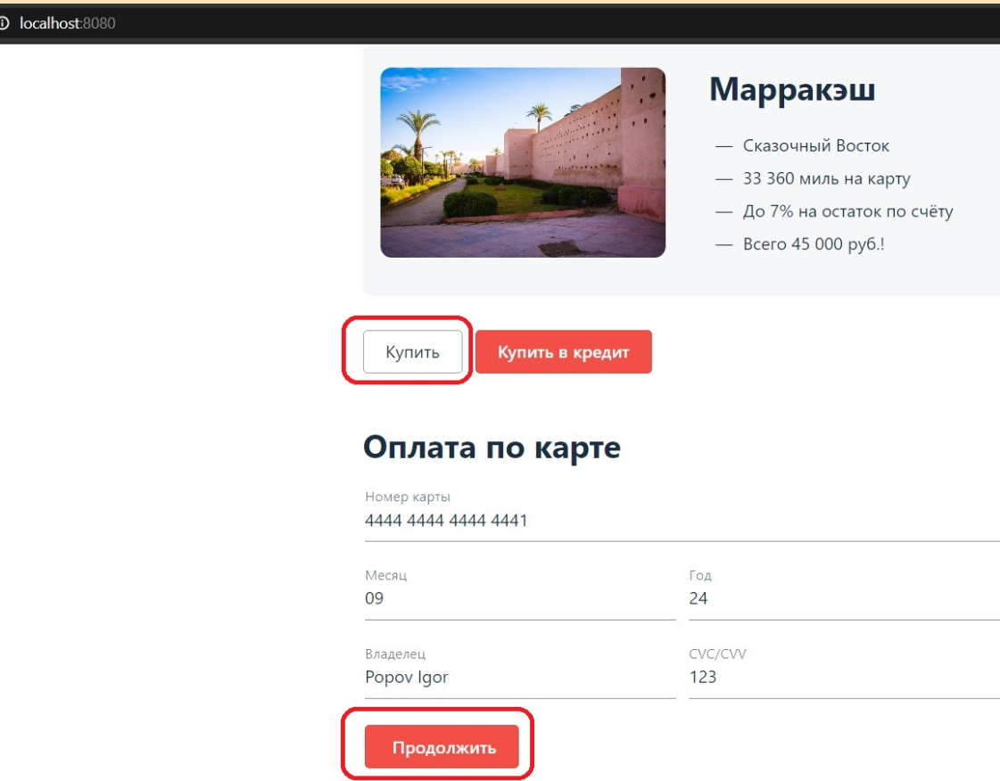 localhost:8080
Марракэш
— Сказочный Восток
— 33 360 миль на карту
— До 7% на остаток по счёту
— Всего 45 000 руб.!
Купить Купить в кредит
Оплата по карте
Номер карты
4444 4444 4444 4441
Месяц Год
09 24
Владелец CVC/CVV
Popov Igor 123
Продолжить